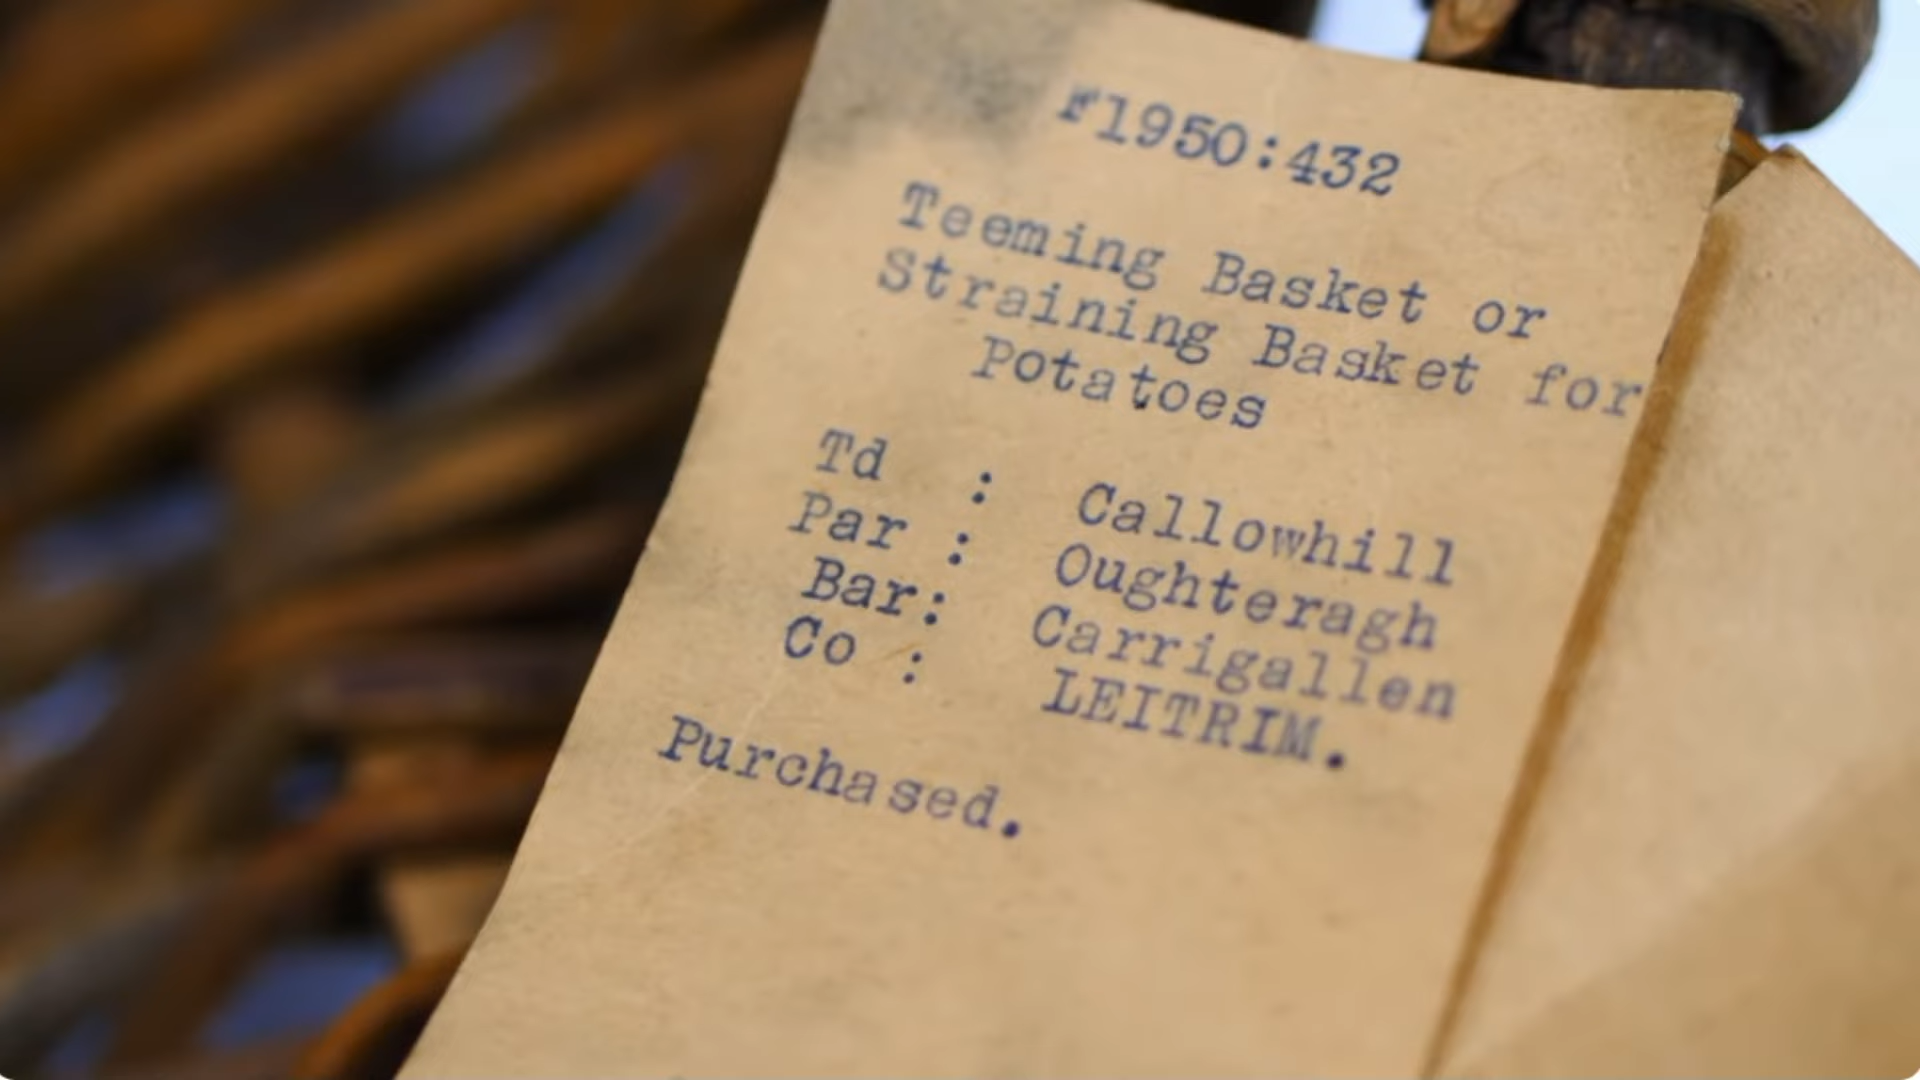 F1950:432
Teeming Basket or
Straining Basket for
Potatoes
Td : Callowhill
Par : Oughteragh
Bar: Carrigallen
Co : LEITRIM.
Purchased.